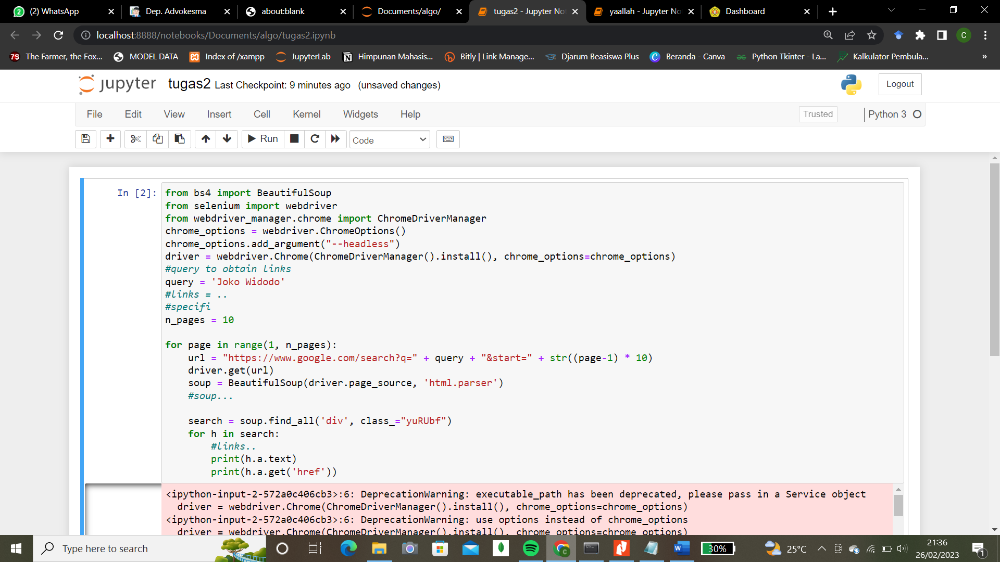 (2) WhatsApp
Dep. Advokesma
about:blank
Documents/algo/
tugas2 - Jupyter No
yaallah - Jupyter No
Dashboard
localhost:8888/notebooks/Documents/algo/tugas2.ipynb
C
7S The Farmer, the Fox...
MODEL DATA
Index of /xampp
JupyterLab
Himpunan Mahasis...
Bitly | Link Manage...
Djarum Beasiswa Plus
Beranda - Canva
Python Tkinter - La...
Kalkulator Pembula...
»
jupyter tugas2 Last Checkpoint: 9 minutes ago (unsaved changes)
Logout
File Edit View Insert Cell Kernel Widgets Help
Trusted
Python 3
Run
Code
In [2]:
from bs4 import BeautifulSoup
from selenium import webdriver
from webdriver_manager.chrome import ChromeDriverManager
chrome_options = webdriver.ChromeOptions()
chrome_options.add_argument("--headless")
driver = webdriver.Chrome(ChromeDriverManager().install(), chrome_options=chrome_options)
#query to obtain links
query = 'Joko Widodo'
#links = ..
#specifi
n_pages = 10
for page in range(1, n_pages):
    url = "https://www.google.com/search?q=" + query + "&start=" + str((page-1) * 10)
    driver.get(url)
    soup = BeautifulSoup(driver.page_source, 'html.parser')
    #soup...
    search = soup.find_all('div', class_="yuRUbf")
    for h in search:
        #links..
        print(h.a.text)
        print(h.a.get('href'))
<ipython-input-2-572a0c406cb3>:6: DeprecationWarning: executable_path has been deprecated, please pass in a Service object
  driver = webdriver.Chrome(ChromeDriverManager().install(), chrome_options=chrome_options)
<ipython-input-2-572a0c406cb3>:6: DeprecationWarning: use options instead of chrome_options
  driver = webdriver.Chrome(ChromeDriverManager().install(), chrome_options=chrome_options)
Type here to search
30%
25°C
21:36
26/02/2023
1